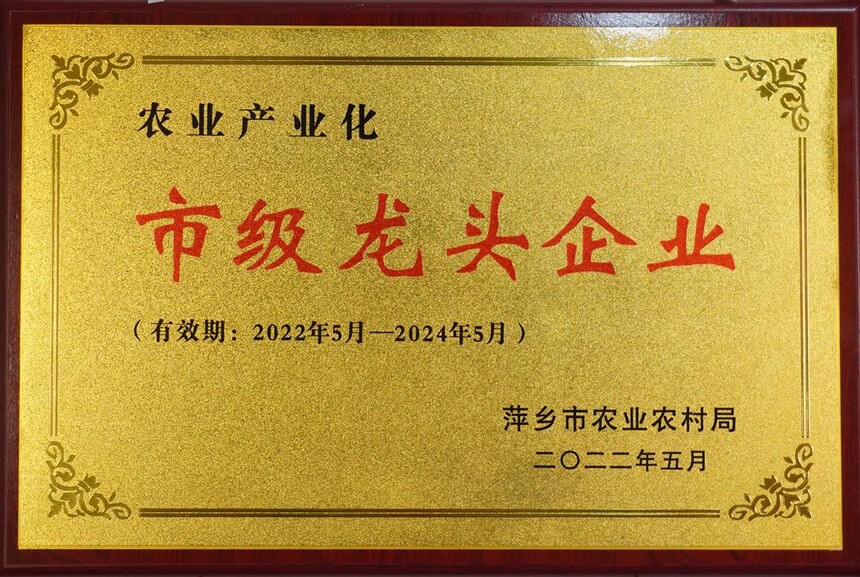 农业产业化
市级龙头企业
（有效期：2022年5月—2024年5月）
萍乡市农业农村局
二〇二二年五月